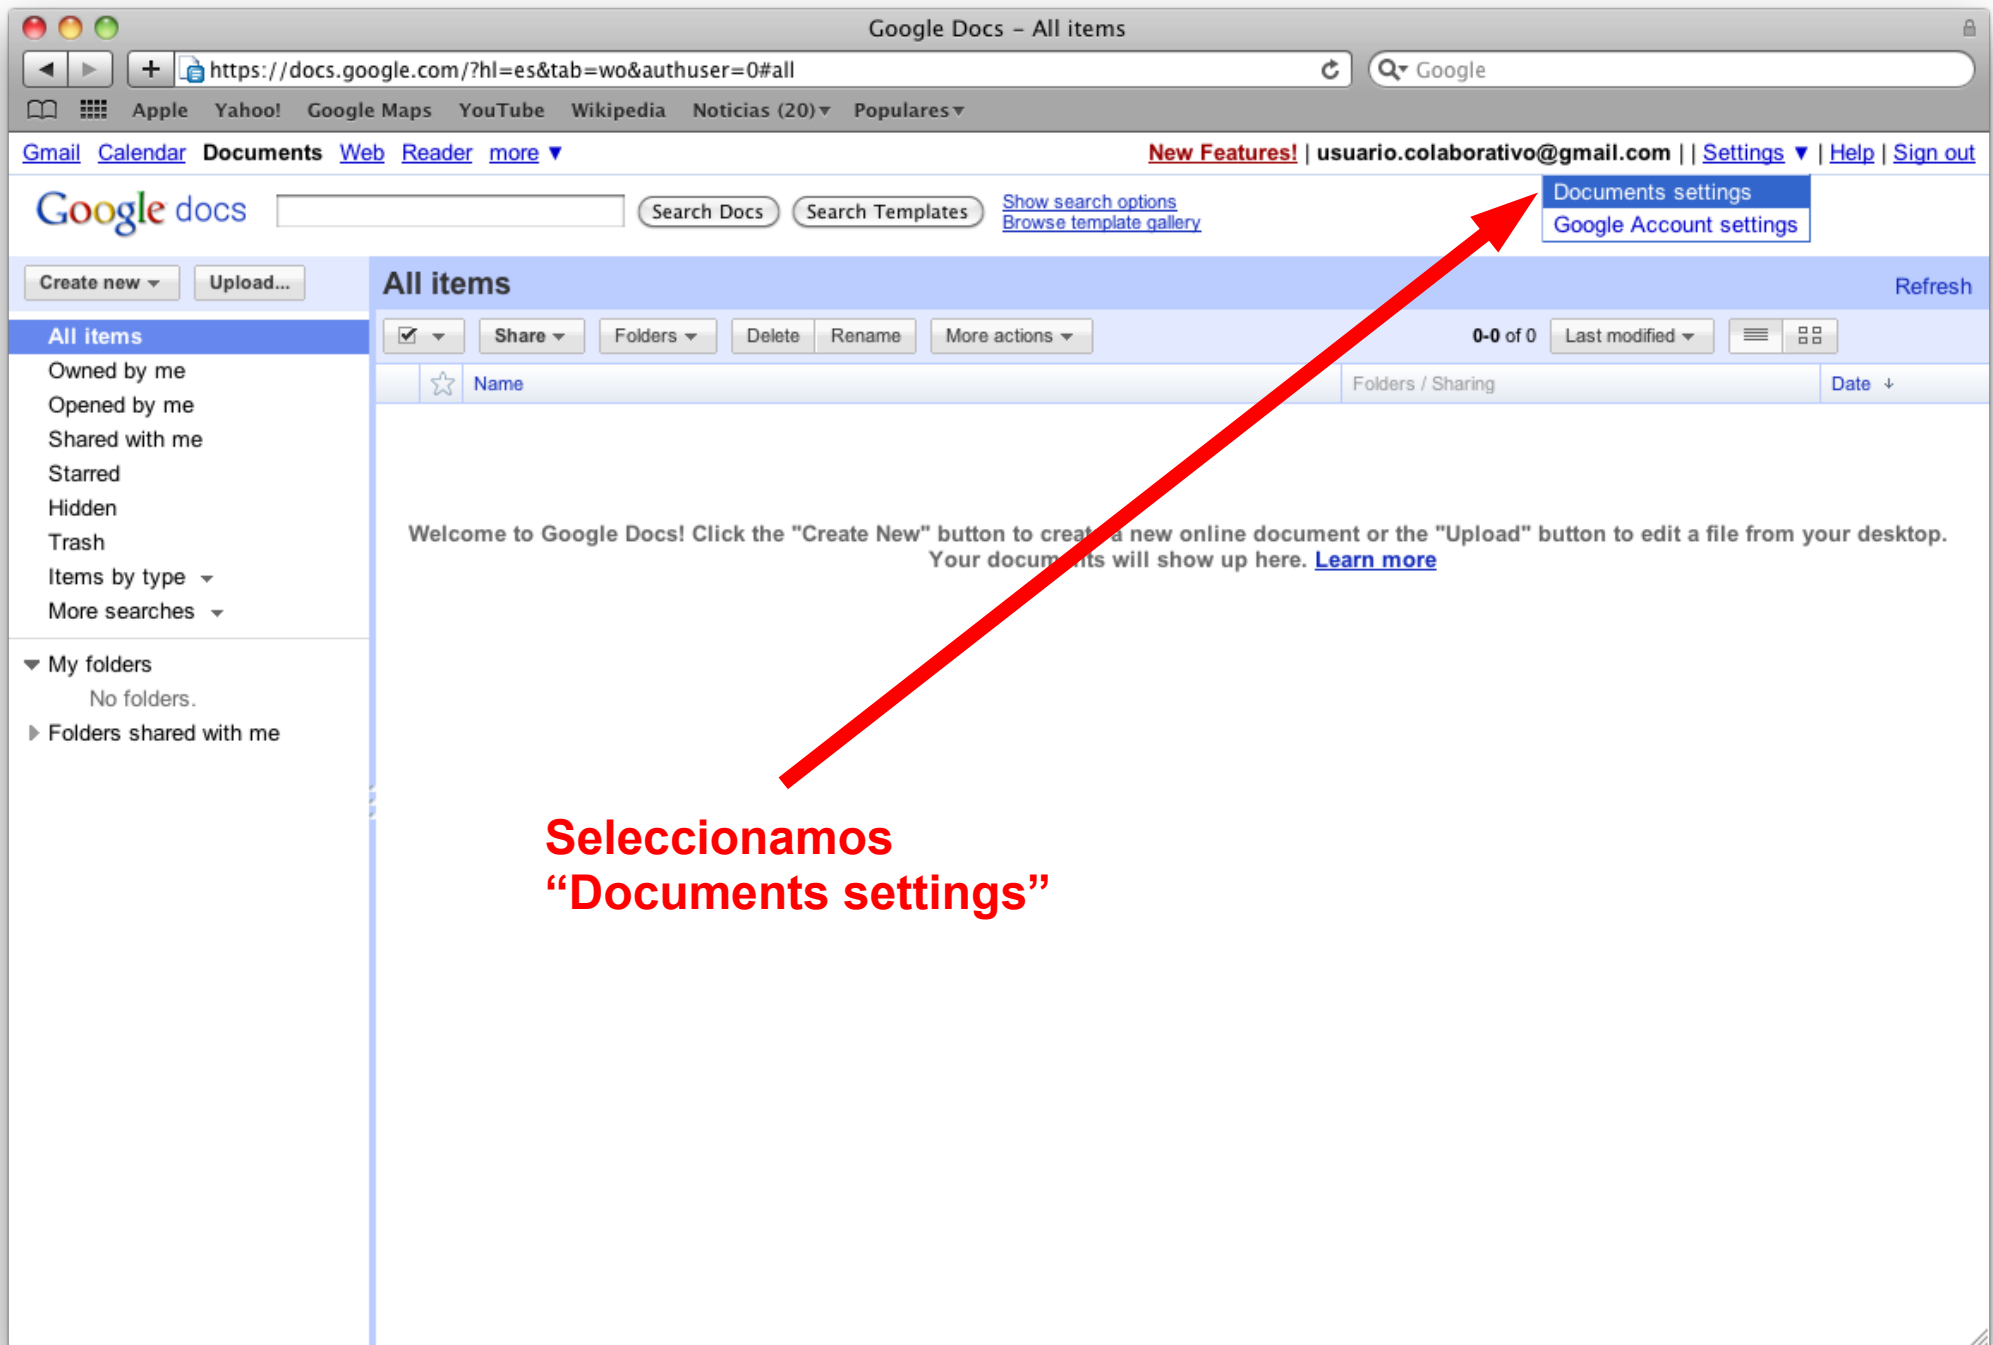 Google Docs – All items
https://docs.google.com/?hl=es&tab=wo&authuser=0#all
Google
Apple Yahoo! Google Maps YouTube Wikipedia Noticias (20) Populares
Gmail Calendar Documents Web Reader more ▼ New Features! | usuario.colaborativo@gmail.com | | Settings ▼ | Help | Sign out
Google docs Search Docs Search Templates
Show search options
Browse template gallery
Documents settings
Google Account settings
Create new Upload...
All items Refresh
Share Folders Delete Rename More actions 0-0 of 0 Last modified
Name Folders / Sharing Date ↓
All items
Owned by me
Opened by me
Shared with me
Starred
Hidden
Trash
Items by type
More searches
My folders
No folders.
Folders shared with me
Welcome to Google Docs! Click the "Create New" button to create a new online document or the "Upload" button to edit a file from your desktop.
Your documents will show up here. Learn more
Seleccionamos
“Documents settings”